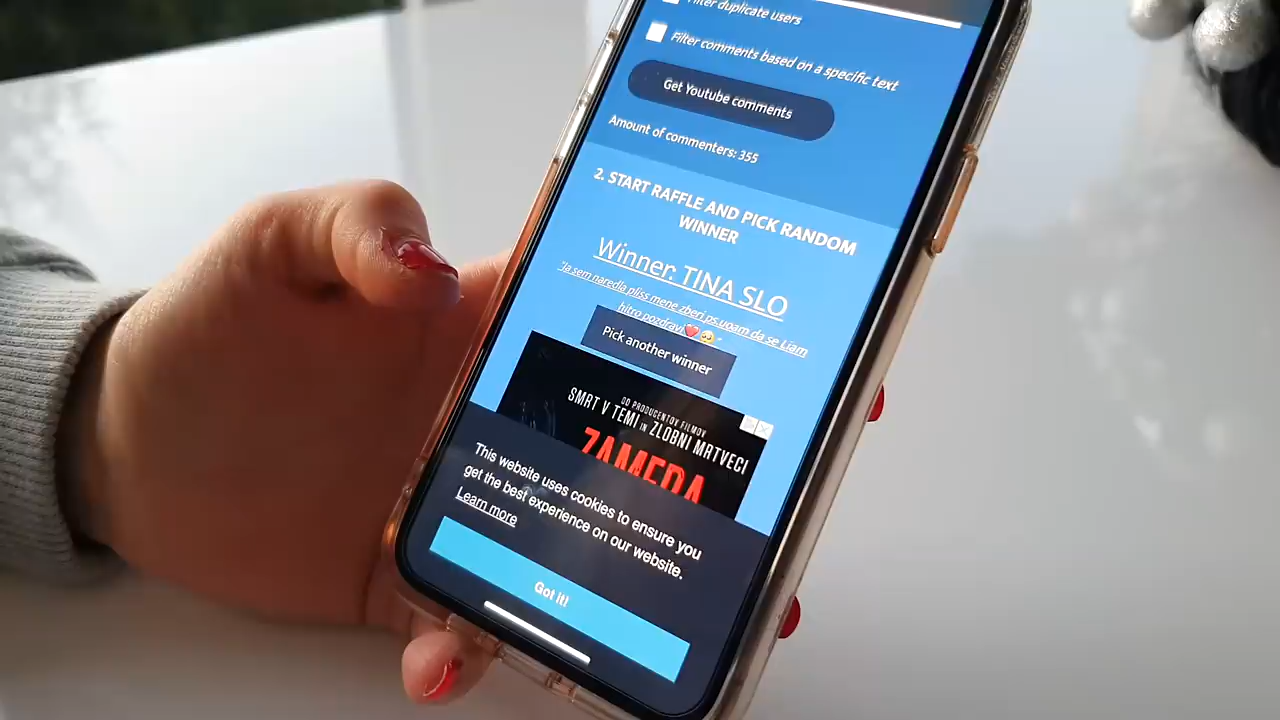 Filter duplicate users
Filter comments based on a specific text
Get Youtube comments
Amount of commenters: 355
2. START RAFFLE AND PICK RANDOM
WINNER
Winner: TINA SLO
"Ja sem naredla pliss mene zberi ps.uoam da se Liam
hitro pozdravi❤️🥺"
Pick another winner
OD PRODUCENTOV FILMOV
SMRT V TEMI IN ZLOBNI MRTVECI
ZAMERA
This website uses cookies to ensure you
get the best experience on our website.
Learn more
Got it!